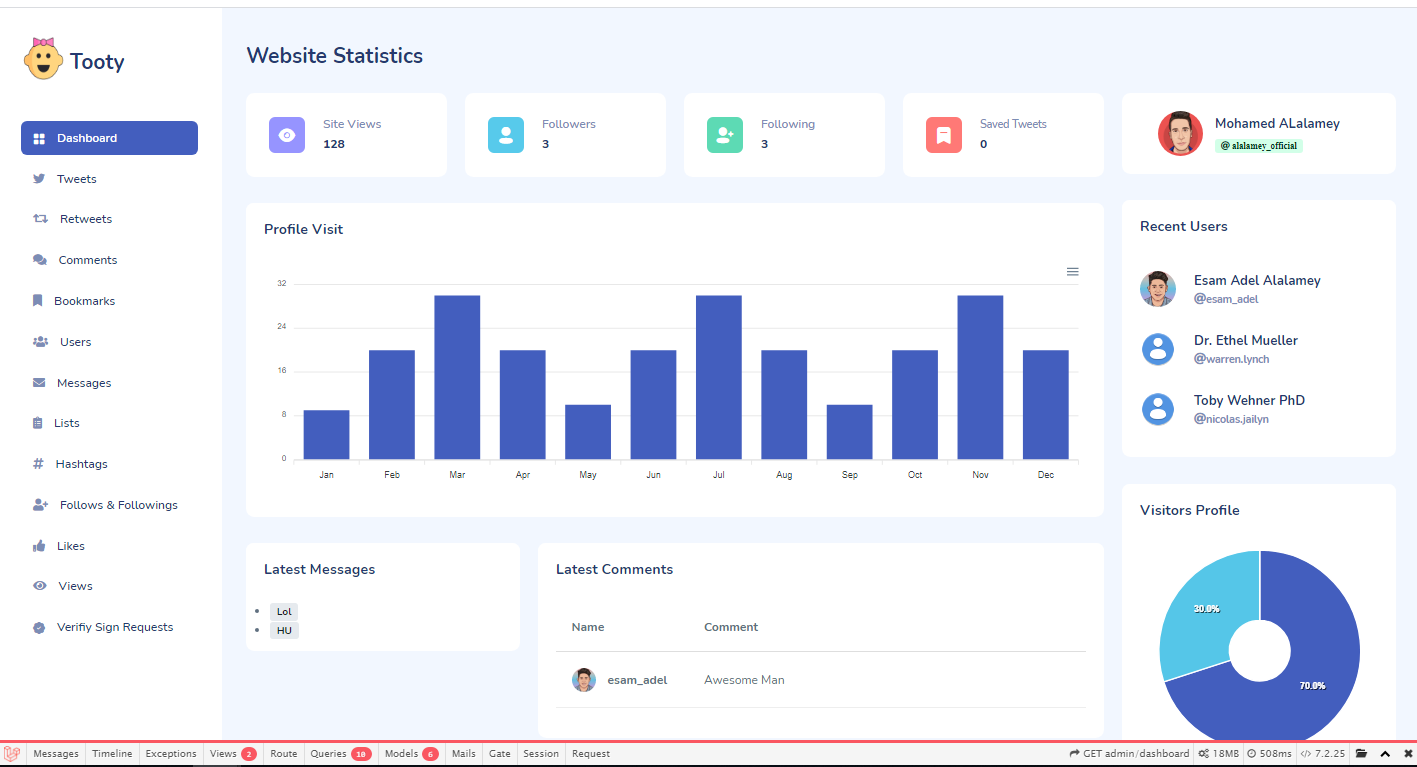 Tooty
Dashboard
Tweets
Retweets
Comments
Bookmarks
Users
Messages
Lists
Hashtags
Follows & Followings
Likes
Views
Verifiy Sign Requests
Website Statistics
Site Views
128
Followers
3
Following
3
Saved Tweets
0
Mohamed ALalamey
@ alalamey_official
Profile Visit
32
24
16
8
0
Jan Feb Mar Apr May Jun Jul Aug Sep Oct Nov Dec
Recent Users
Esam Adel Alalamey
@esam_adel
Dr. Ethel Mueller
@warren.lynch
Toby Wehner PhD
@nicolas.jailyn
Latest Messages
Lol
HU
Latest Comments
Name Comment
esam_adel Awesome Man
Visitors Profile
30.0%
70.0%
Messages Timeline Exceptions Views 2 Route Queries 10 Models 6 Mails Gate Session Request GET admin/dashboard 18MB 508ms </> 7.2.25